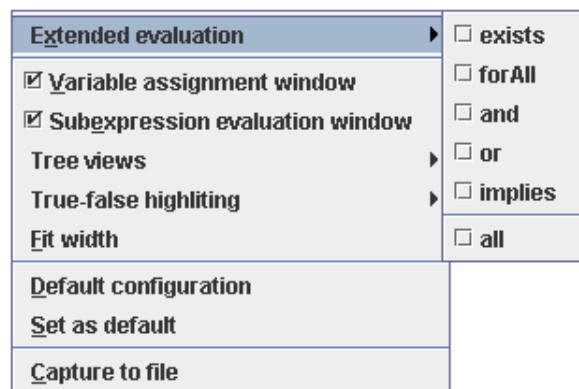 Extended evaluation
Variable assignment window
Subexpression evaluation window
Tree views
True-false highliting
Fit width
Default configuration
Set as default
Capture to file
exists
forAll
and
or
implies
all